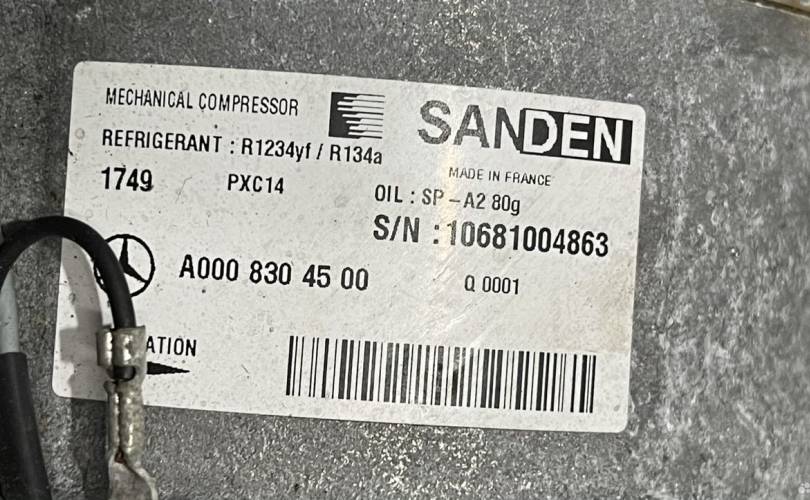 MECHANICAL COMPRESSOR
SANDEN
REFRIGERANT : R1234yf / R134a
MADE IN FRANCE
1749 PXC14
OIL : SP-A2 80g
S/N : 10681004863
A000 830 45 00
Q 0001
ATION